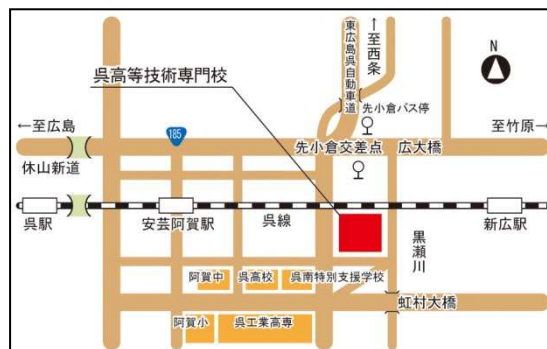 東広島呉自動車道
←至西条
N
呉高等技術専門校
先小倉バス停
185
←至広島
至竹原→
休山新道
先小倉交差点
広大橋
呉駅
安芸阿賀駅
呉線
新広駅
黒瀬川
阿賀中
呉高校
呉南特別支援学校
虹村大橋
阿賀小
呉工業高専